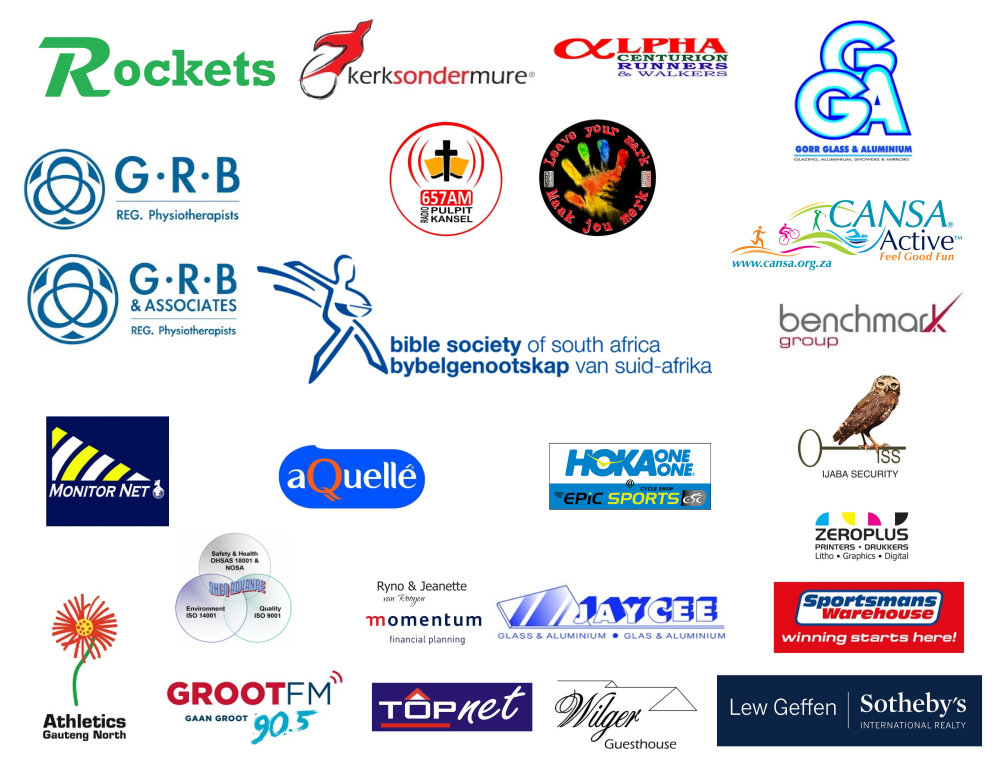 Rockets
kerksondermure®
ALPHA
CENTURION
RUNNERS
& WALKERS
GGA
GORR GLASS & ALUMINIUM
GLAZING, ALUMINIUM, SHOWERS & MIRRORS
G·R·B
REG. Physiotherapists
657AM
RADIO
PULPIT
KANSEL
Leave your mark
Maak jou merk
CANSA®
Active™
Feel Good Fun
www.cansa.org.za
G·R·B
& ASSOCIATES
REG. Physiotherapists
bible society of south africa
bybelgenootskap van suid-afrika
benchmark
group
ISS
IJABA SECURITY
MONITOR NET
aQuellé
HOKA ONE ONE
@
CYCLE SHOP
EPIC SPORTS
ZEROPLUS
PRINTERS • DRUKKERS
Litho • Graphics • Digital
Safety & Health
OHSAS 18001 &
NOSA
SHEQ ADVANCE
Environment
ISO 14001
Quality
ISO 9001
Ryno & Jeanette
van Rooyen
momentum
financial planning
JAYCEE
GLASS & ALUMINIUM • GLAS & ALUMINIUM
Sportsmans
Warehouse
winning starts here!
Athletics
Gauteng North
GROOTFM
GAAN GROOT 90.5
TOPnet
Wilger
Guesthouse
Lew Geffen
Sotheby's
INTERNATIONAL REALTY